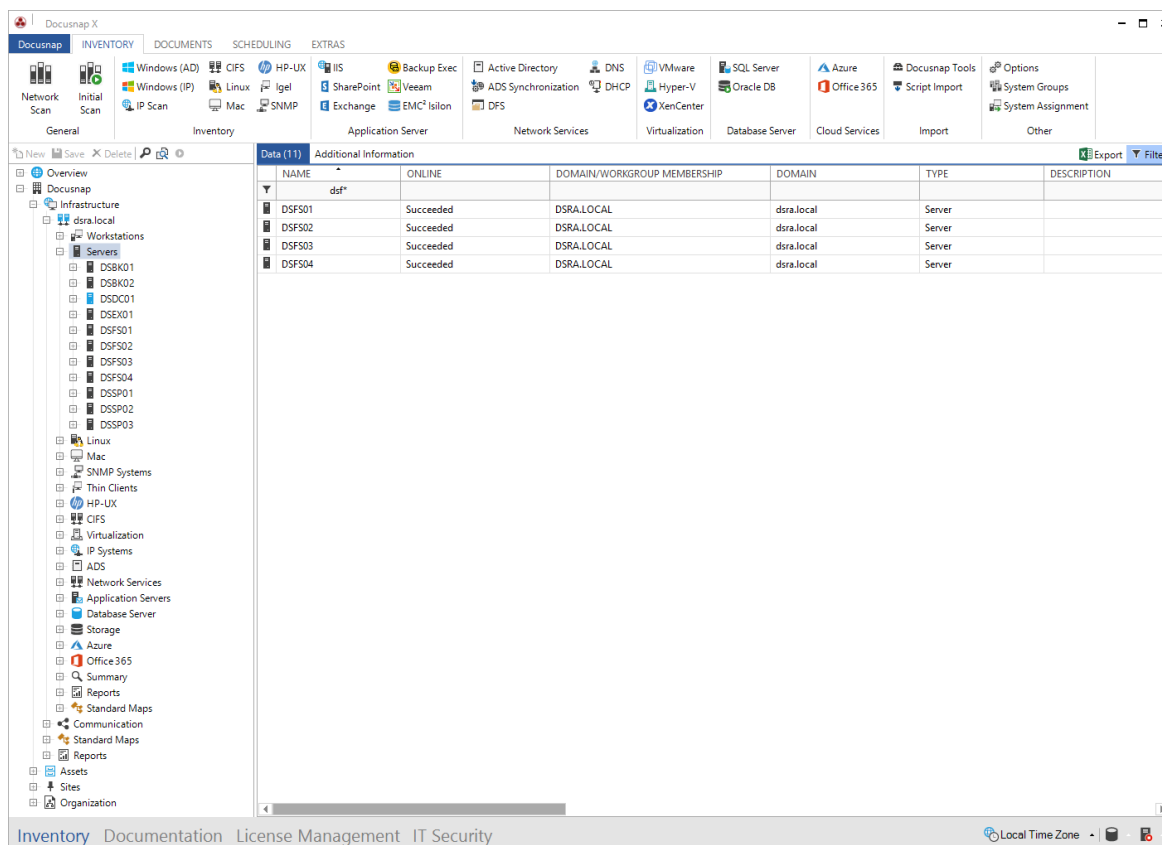 Docusnap X
Docusnap INVENTORY DOCUMENTS SCHEDULING EXTRAS
Windows (AD) CIFS HP-UX IIS Backup Exec Active Directory DNS VMware SQL Server Azure Docusnap Tools Options
Windows (IP) Linux Igel SharePoint Veeam ADS Synchronization DHCP Hyper-V Oracle DB Office 365 Script Import System Groups
Network Scan Initial Scan IP Scan Mac SNMP Exchange EMC² Isilon DFS XenCenter System Assignment
General Inventory Application Server Network Services Virtualization Database Server Cloud Services Import Other
New Save Delete Data (11) Additional Information Export Filte
Overview
Docusnap
Infrastructure
dsra.local
Workstations
Servers
DSBK01
DSBK02
DSDC01
DSEX01
DSFS01
DSFS02
DSFS03
DSFS04
DSSP01
DSSP02
DSSP03
Linux
Mac
SNMP Systems
Thin Clients
HP-UX
CIFS
Virtualization
IP Systems
ADS
Network Services
Application Servers
Database Server
Storage
Azure
Office 365
Summary
Reports
Standard Maps
Communication
Standard Maps
Reports
Assets
Sites
Organization
NAME ONLINE DOMAIN/WORKGROUP MEMBERSHIP DOMAIN TYPE DESCRIPTION
dsf*
DSFS01 Succeeded DSRA.LOCAL dsra.local Server
DSFS02 Succeeded DSRA.LOCAL dsra.local Server
DSFS03 Succeeded DSRA.LOCAL dsra.local Server
DSFS04 Succeeded DSRA.LOCAL dsra.local Server
Inventory Documentation License Management IT Security Local Time Zone